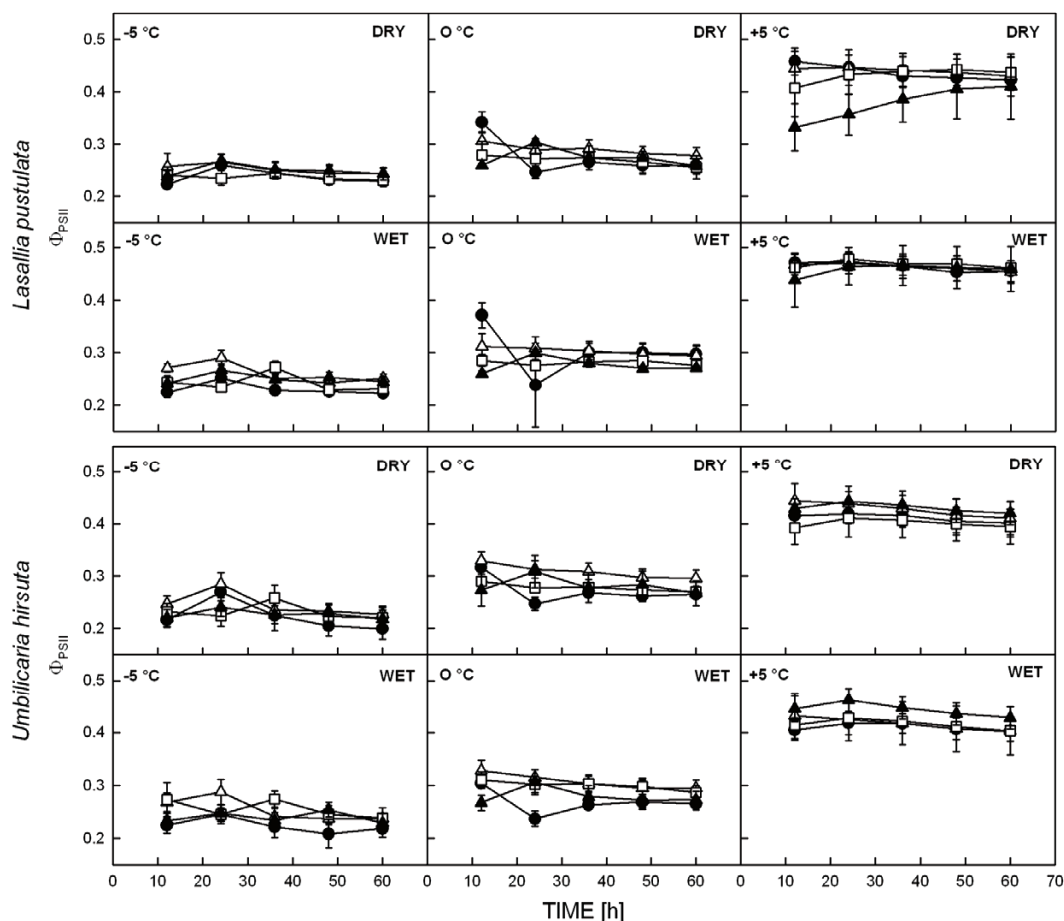 -5 °C DRY O °C DRY +5 °C DRY
0.5
0.4
0.3
0.2
-5 °C WET O °C WET +5 °C WET
0.5
0.4
0.3
0.2
Lasallia pustulata
ΦPSII
-5 °C DRY O °C DRY +5 °C DRY
0.5
0.4
0.3
0.2
-5 °C WET O °C WET +5 °C WET
0.5
0.4
0.3
0.2
Umbilicaria hirsuta
ΦPSII
0 10 20 30 40 50 60 0 10 20 30 40 50 60 0 10 20 30 40 50 60 70
TIME [h]